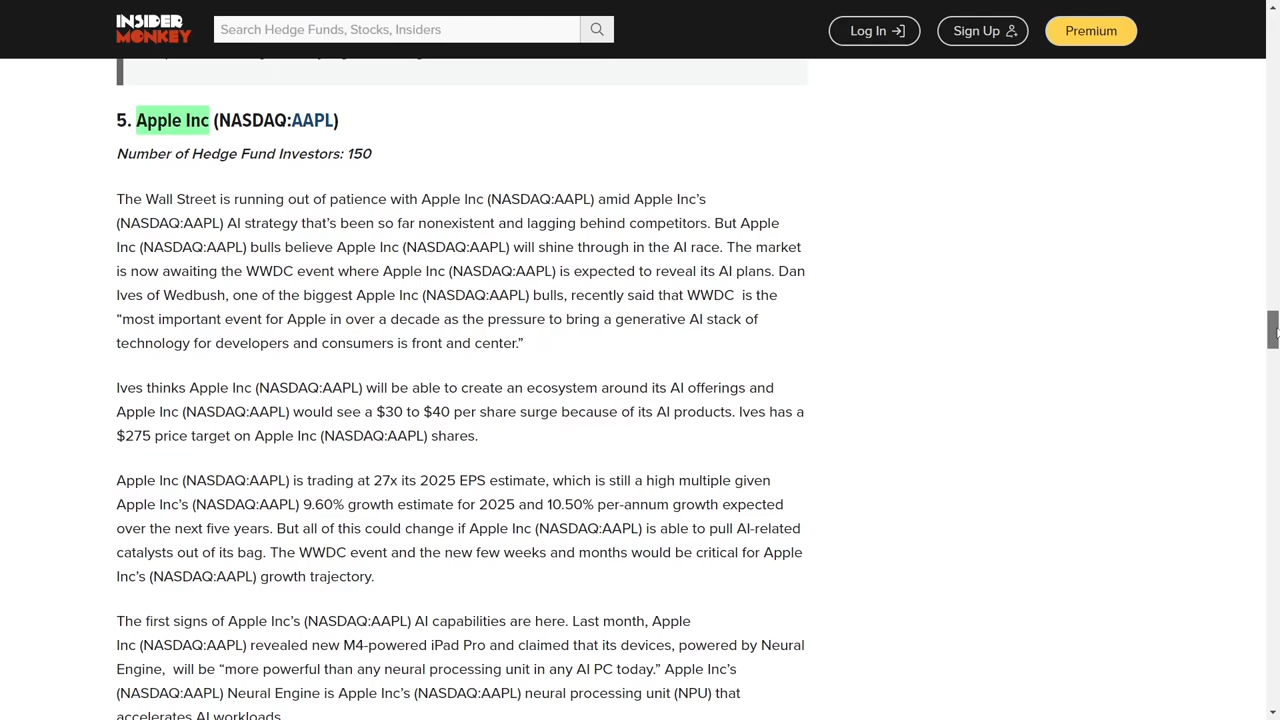 INSIDER
MONKEY
Search Hedge Funds, Stocks, Insiders
Log In
Sign Up
Premium
5. Apple Inc (NASDAQ:AAPL)
Number of Hedge Fund Investors: 150
The Wall Street is running out of patience with Apple Inc (NASDAQ:AAPL) amid Apple Inc’s
(NASDAQ:AAPL) AI strategy that’s been so far nonexistent and lagging behind competitors. But Apple
Inc (NASDAQ:AAPL) bulls believe Apple Inc (NASDAQ:AAPL) will shine through in the AI race. The market
is now awaiting the WWDC event where Apple Inc (NASDAQ:AAPL) is expected to reveal its AI plans. Dan
Ives of Wedbush, one of the biggest Apple Inc (NASDAQ:AAPL) bulls, recently said that WWDC is the
“most important event for Apple in over a decade as the pressure to bring a generative AI stack of
technology for developers and consumers is front and center.”
Ives thinks Apple Inc (NASDAQ:AAPL) will be able to create an ecosystem around its AI offerings and
Apple Inc (NASDAQ:AAPL) would see a $30 to $40 per share surge because of its AI products. Ives has a
$275 price target on Apple Inc (NASDAQ:AAPL) shares.
Apple Inc (NASDAQ:AAPL) is trading at 27x its 2025 EPS estimate, which is still a high multiple given
Apple Inc’s (NASDAQ:AAPL) 9.60% growth estimate for 2025 and 10.50% per-annum growth expected
over the next five years. But all of this could change if Apple Inc (NASDAQ:AAPL) is able to pull AI-related
catalysts out of its bag. The WWDC event and the new few weeks and months would be critical for Apple
Inc’s (NASDAQ:AAPL) growth trajectory.
The first signs of Apple Inc’s (NASDAQ:AAPL) AI capabilities are here. Last month, Apple
Inc (NASDAQ:AAPL) revealed new M4-powered iPad Pro and claimed that its devices, powered by Neural
Engine, will be “more powerful than any neural processing unit in any AI PC today.” Apple Inc’s
(NASDAQ:AAPL) Neural Engine is Apple Inc’s (NASDAQ:AAPL) neural processing unit (NPU) that
accelerates AI workloads.